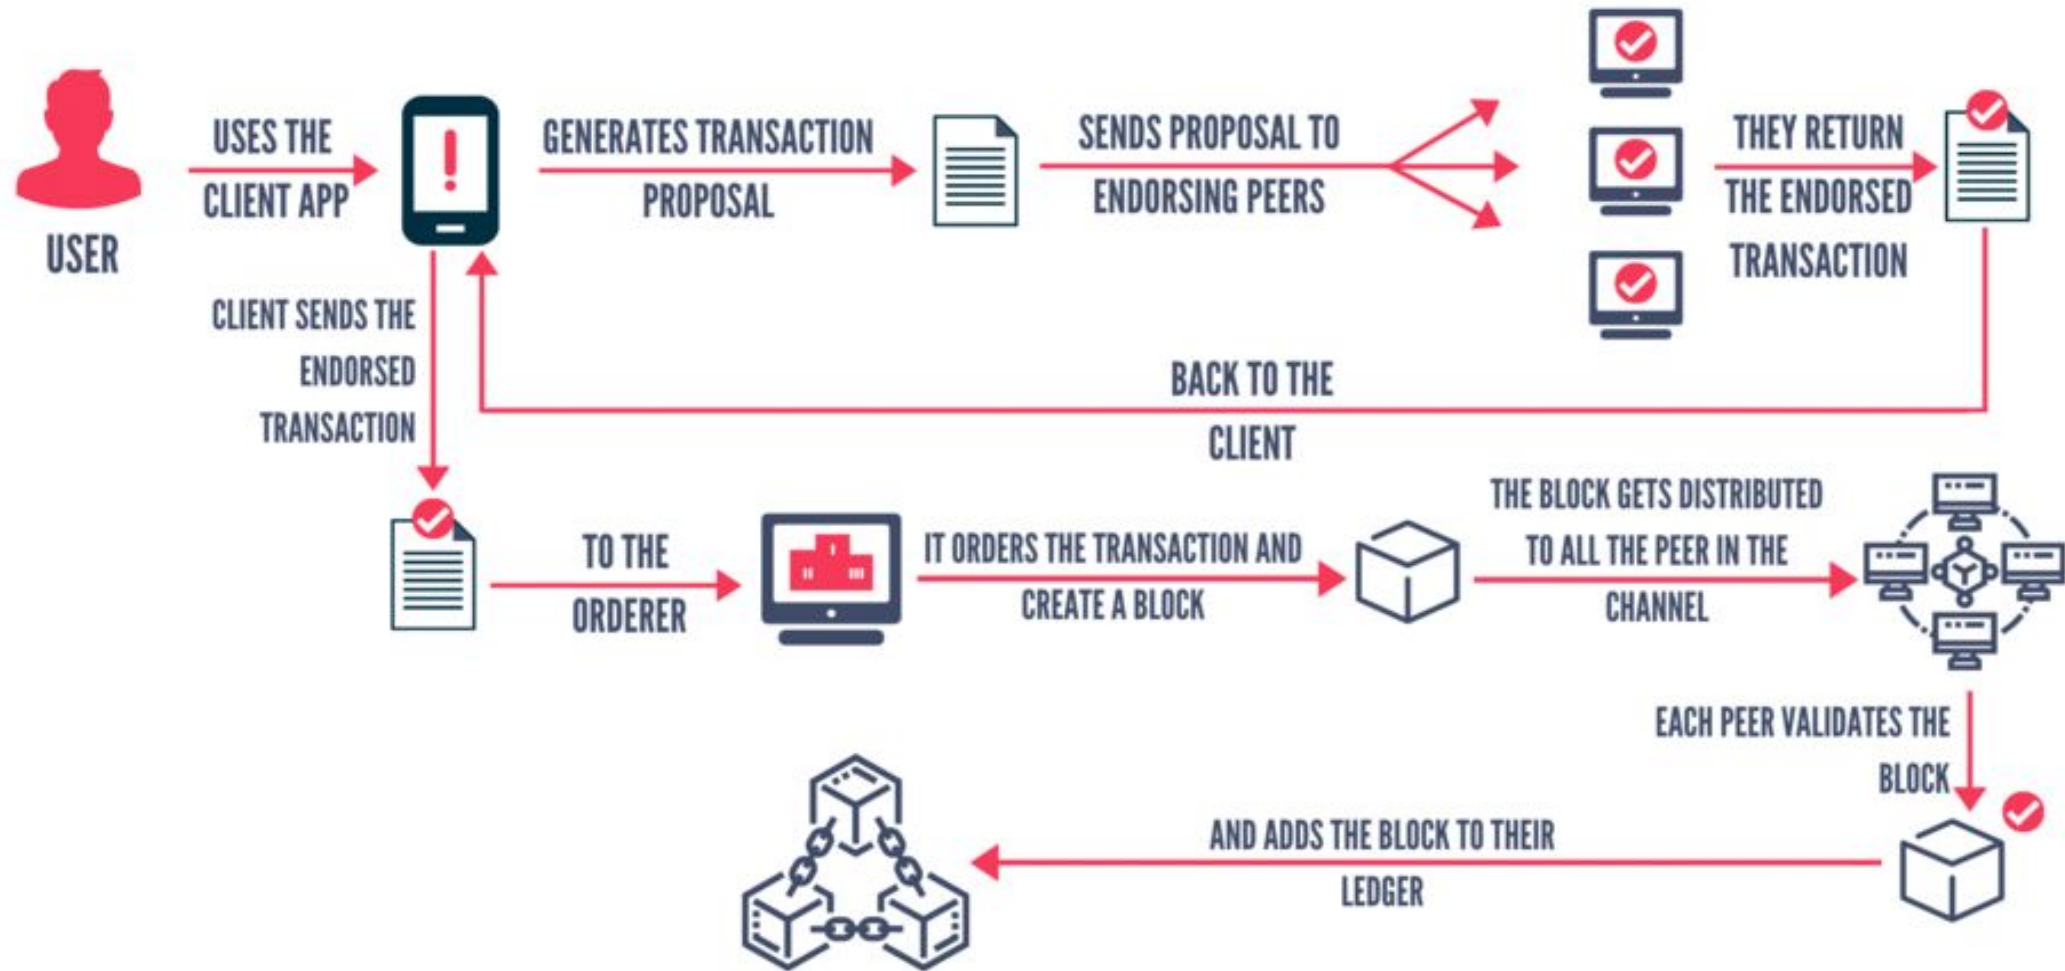 USER
USES THE
CLIENT APP
GENERATES TRANSACTION
PROPOSAL
SENDS PROPOSAL TO
ENDORSING PEERS
THEY RETURN
THE ENDORSED
TRANSACTION
BACK TO THE
CLIENT
CLIENT SENDS THE
ENDORSED
TRANSACTION
TO THE
ORDERER
I
II
III
IT ORDERS THE TRANSACTION AND
CREATE A BLOCK
THE BLOCK GETS DISTRIBUTED
TO ALL THE PEER IN THE
CHANNEL
EACH PEER VALIDATES THE
BLOCK
AND ADDS THE BLOCK TO THEIR
LEDGER